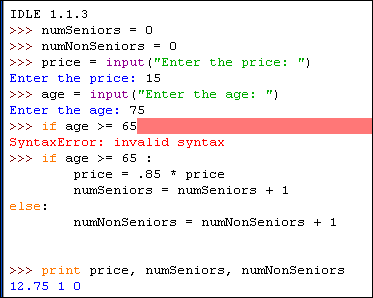 IDLE 1.1.3
>>> numSeniors = 0
>>> numNonSeniors = 0
>>> price = input("Enter the price: ")
Enter the price: 15
>>> age = input("Enter the age: ")
Enter the age: 75
>>> if age >= 65
SyntaxError: invalid syntax
>>> if age >= 65 :
        price = .85 * price
        numSeniors = numSeniors + 1
else:
        numNonSeniors = numNonSeniors + 1
>>> print price, numSeniors, numNonSeniors
12.75 1 0